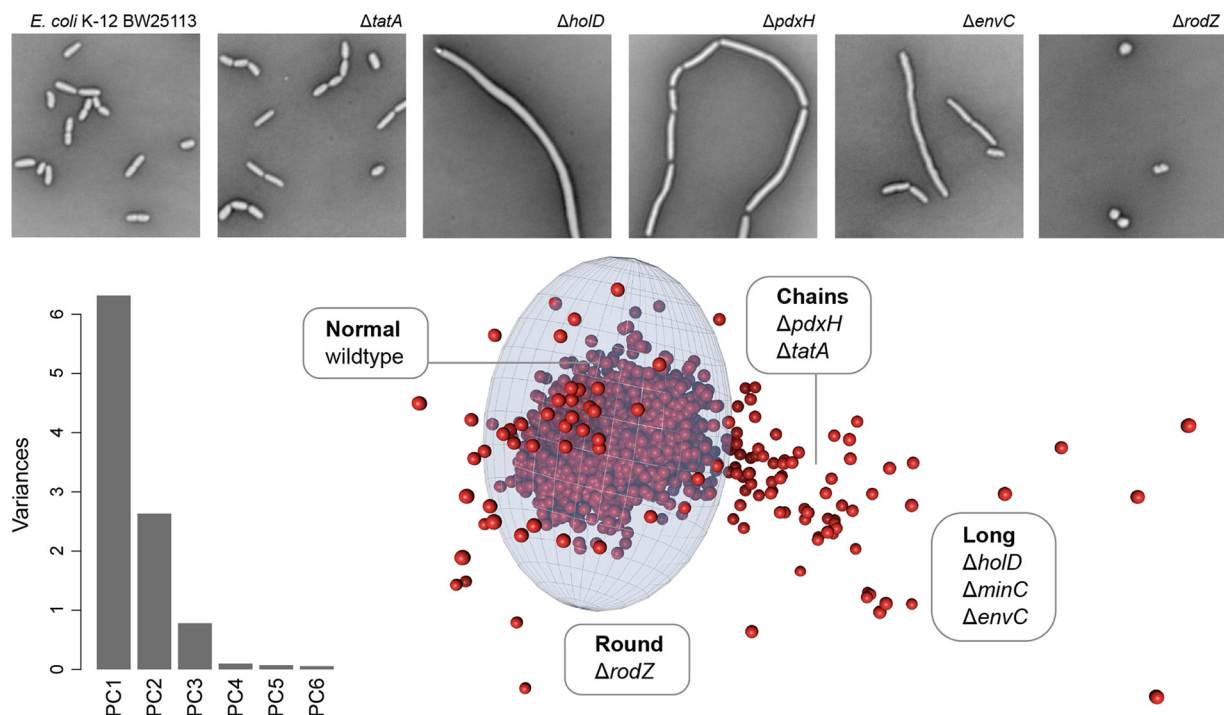 E. coli K-12 BW25113
ΔtatA
ΔholD
ΔpdxH
ΔenvC
ΔrodZ
Variances
6
5
4
3
2
1
0
PC1
PC2
PC3
PC4
PC5
PC6
Normal
wildtype
Chains
ΔpdxH
ΔtatA
Long
ΔholD
ΔminC
ΔenvC
Round
ΔrodZ